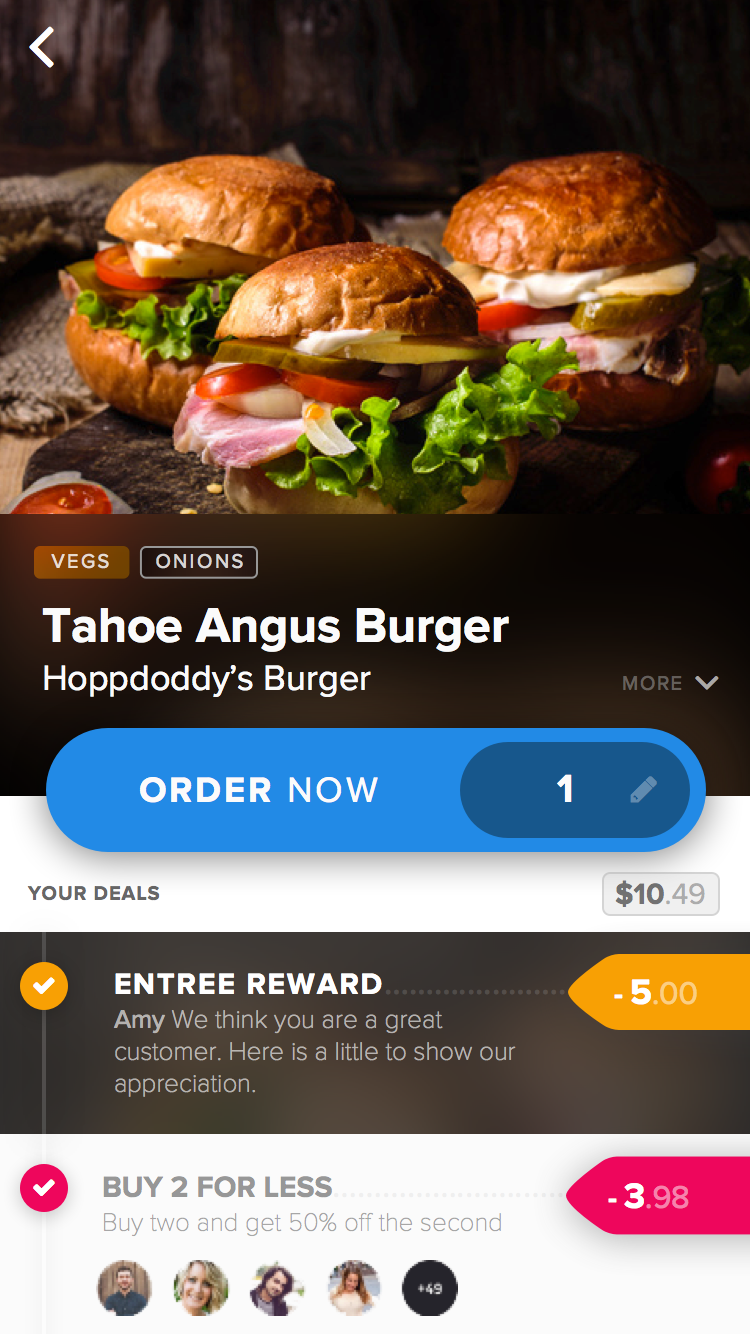 VEGS
ONIONS
Tahoe Angus Burger
Hoppdoddy’s Burger
MORE
ORDER NOW
1
YOUR DEALS
$10.49
ENTREE REWARD
- 5.00
Amy We think you are a great
customer. Here is a little to show our
appreciation.
BUY 2 FOR LESS
- 3.98
Buy two and get 50% off the second
+49